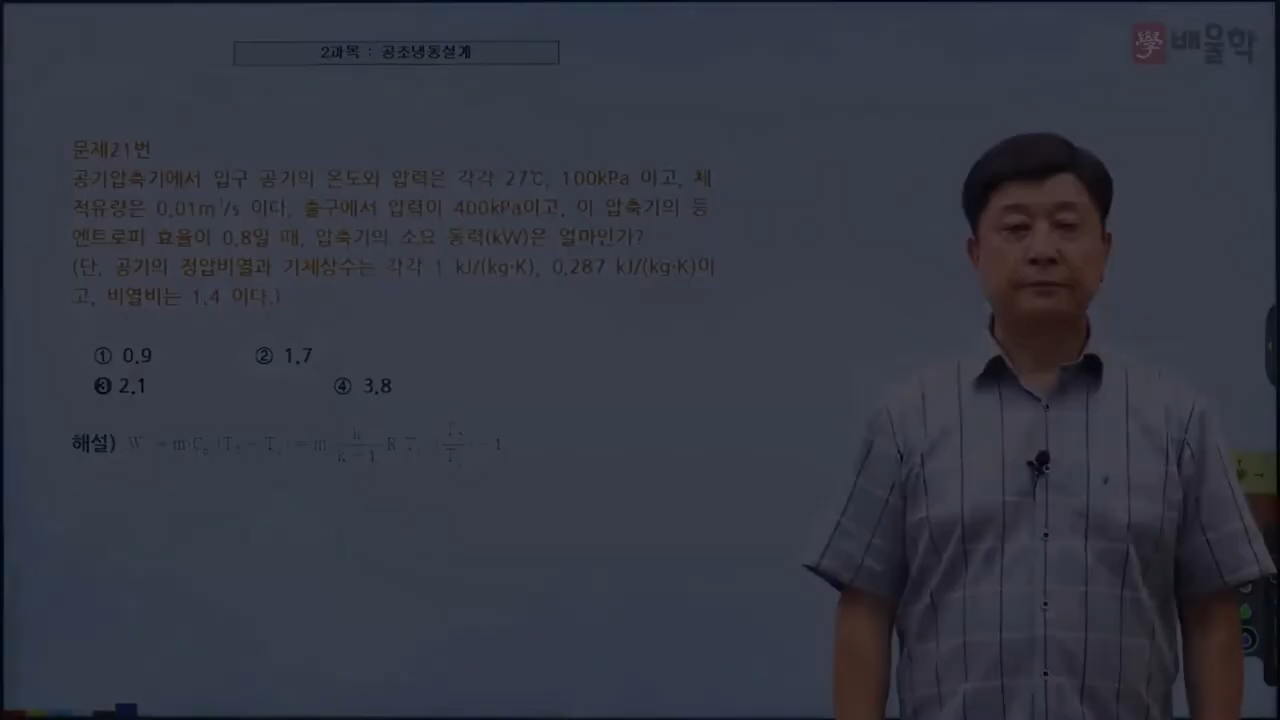 2과목 : 공조냉동설계
學 배울학
문제21번
공기압축기에서 입구 공기의 온도와 압력은 각각 27℃, 100kPa 이고, 체
적유량은 0.01m³/s 이다. 출구에서 압력이 400kPa이고, 이 압축기의 등
엔트로피 효율이 0.8일 때, 압축기의 소요 동력(kW)은 얼마인가?
(단, 공기의 정압비열과 기체상수는 각각 1 kJ/(kg·K), 0.287 kJ/(kg·K)이
고, 비열비는 1.4 이다.)
① 0.9 ② 1.7
❸ 2.1 ④ 3.8
해설)